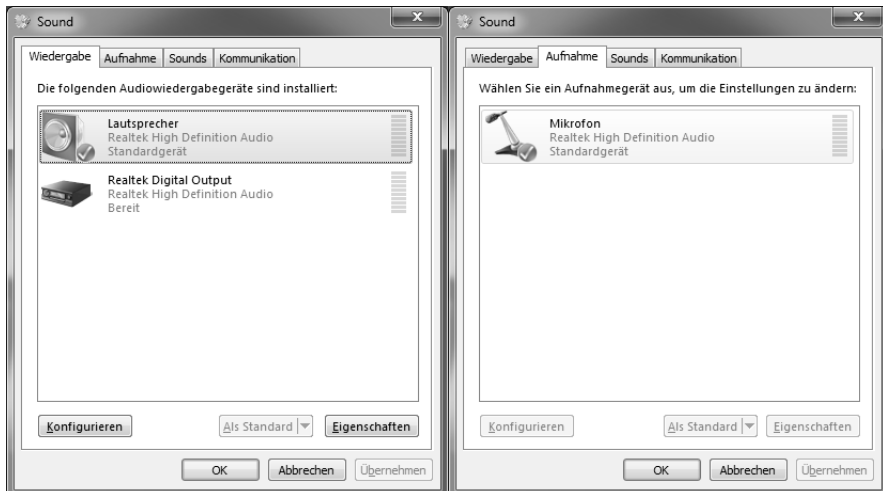 Sound
x
Wiedergabe Aufnahme Sounds Kommunikation
Die folgenden Audiowiedergabegeräte sind installiert:
Lautsprecher
Realtek High Definition Audio
Standardgerät
Realtek Digital Output
Realtek High Definition Audio
Bereit
Konfigurieren Als Standard Eigenschaften
OK Abbrechen Übernehmen
Sound
x
Wiedergabe Aufnahme Sounds Kommunikation
Wählen Sie ein Aufnahmegerät aus, um die Einstellungen zu ändern:
Mikrofon
Realtek High Definition Audio
Standardgerät
Konfigurieren Als Standard Eigenschaften
OK Abbrechen Übernehmen